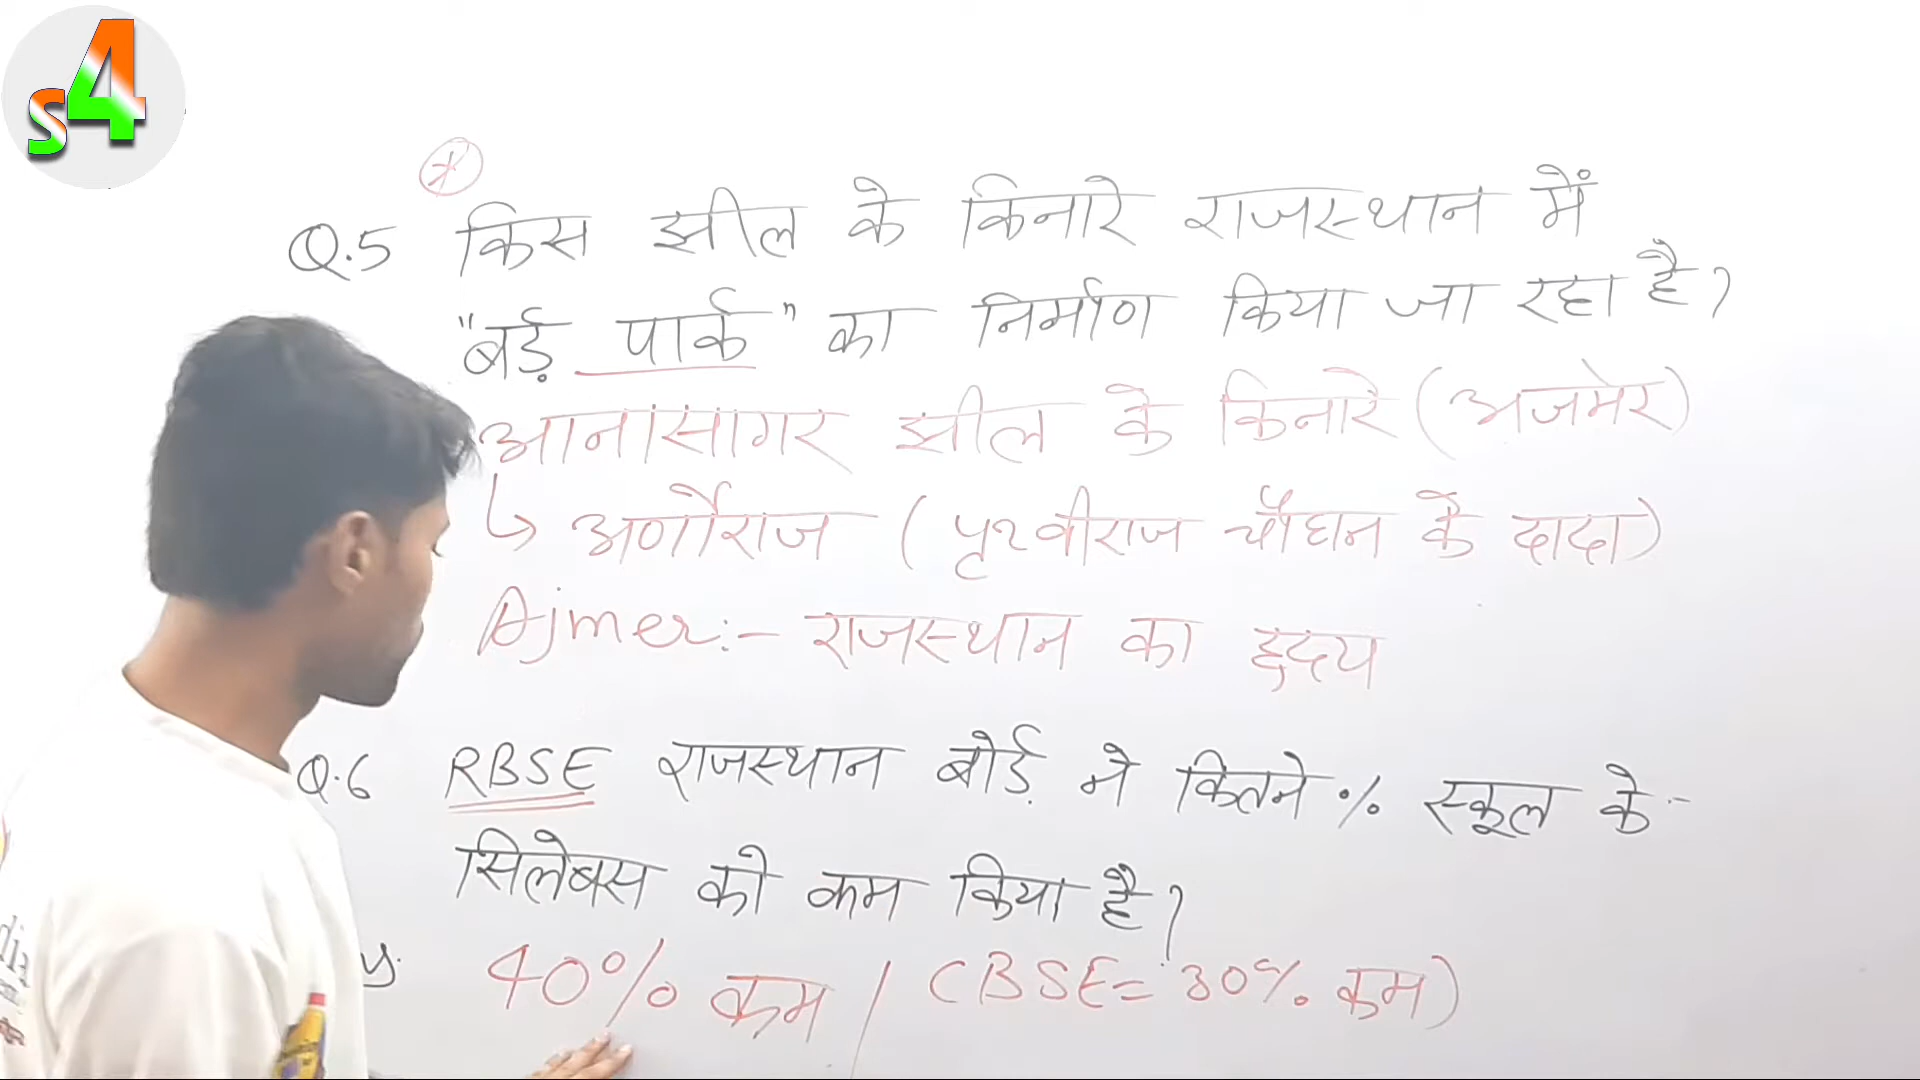 S4
Q.5 किस झील के किनारे राजस्थान में
"बर्ड़ पार्क" का निर्माण किया जा रहा है?
आनासागर झील के किनारे (अजमेर)
↳ अर्णोराज (पृथ्वीराज चौहान के दादा)
Ajmer:- राजस्थान का हृदय
Q.6 RBSE राजस्थान बोर्ड़ ने कितने % स्कूल के
सिलेबस को कम किया है?
40% कम / (CBSE= 30% कम)